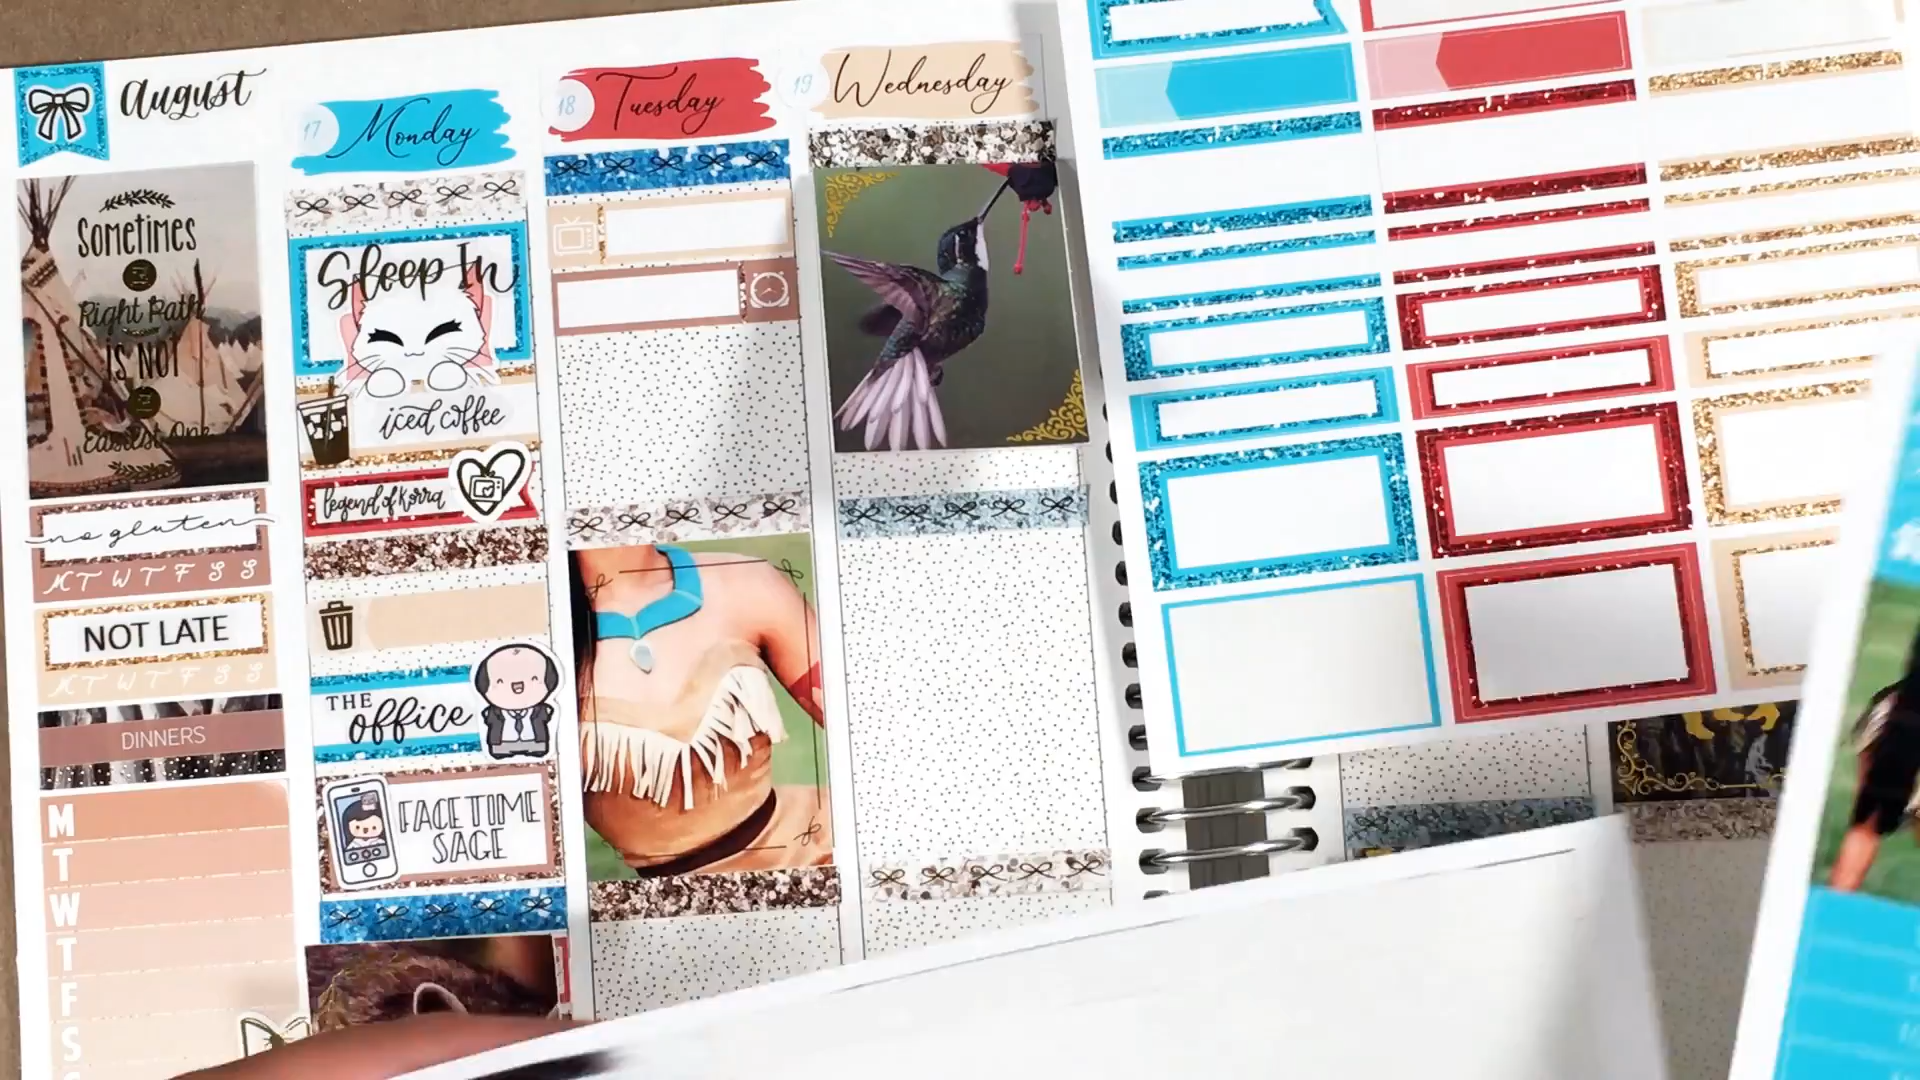 August
17 Monday
18 Tuesday
19 Wednesday
Sometimes
Right Path
IS NOT
Easiest One
no gluten
M T W T F S S
NOT LATE
M T W T F S S
DINNERS
M
T
W
T
F
S
Sleep In
iced coffee
legend of Korra
THE
office
FACETIME
SAGE